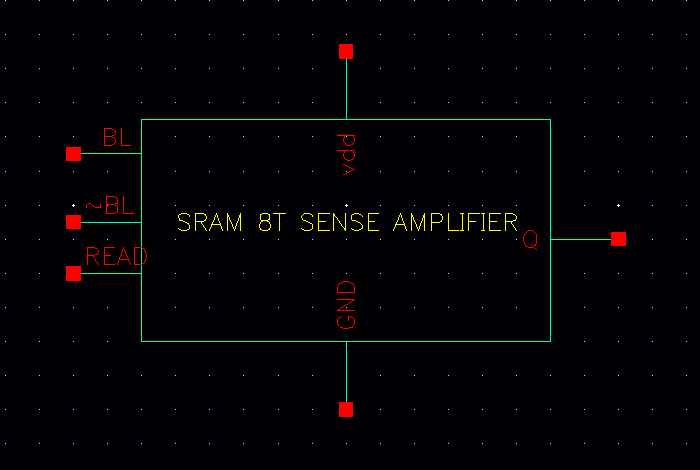 BL
vdd
~BL
SRAM 8T SENSE AMPLIFIER
Q
READ
GND